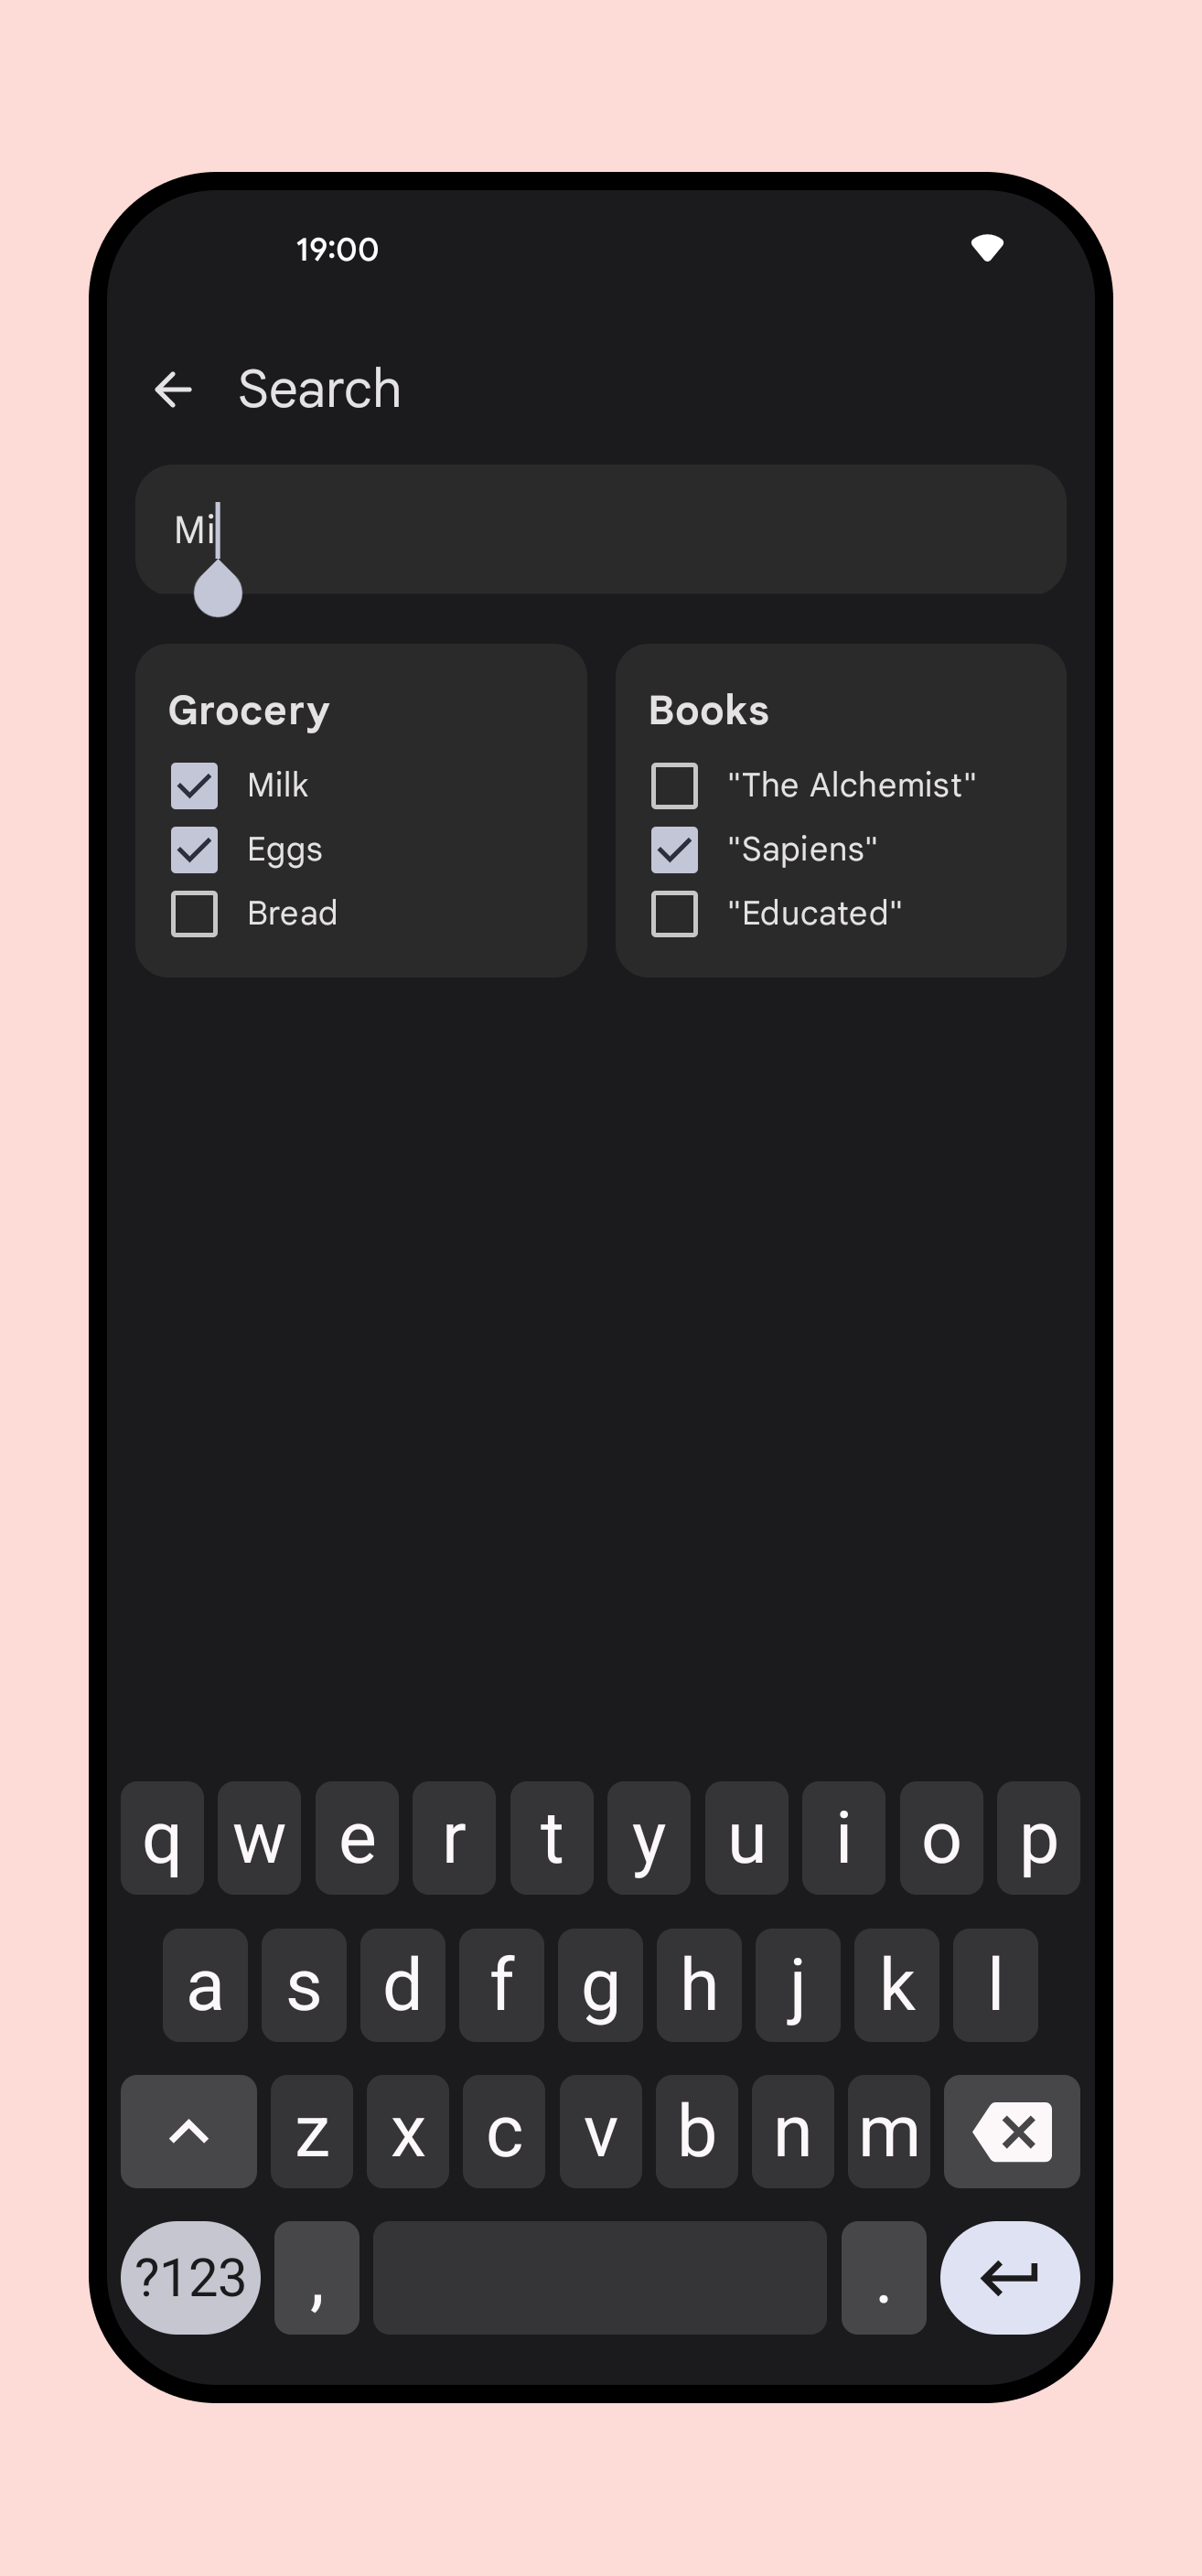 19:00
Search
Mi
Grocery
Milk
Eggs
Bread
Books
"The Alchemist"
"Sapiens"
"Educated"
q w e r t y u i o p
a s d f g h j k l
z x c v b n m
?123 , .